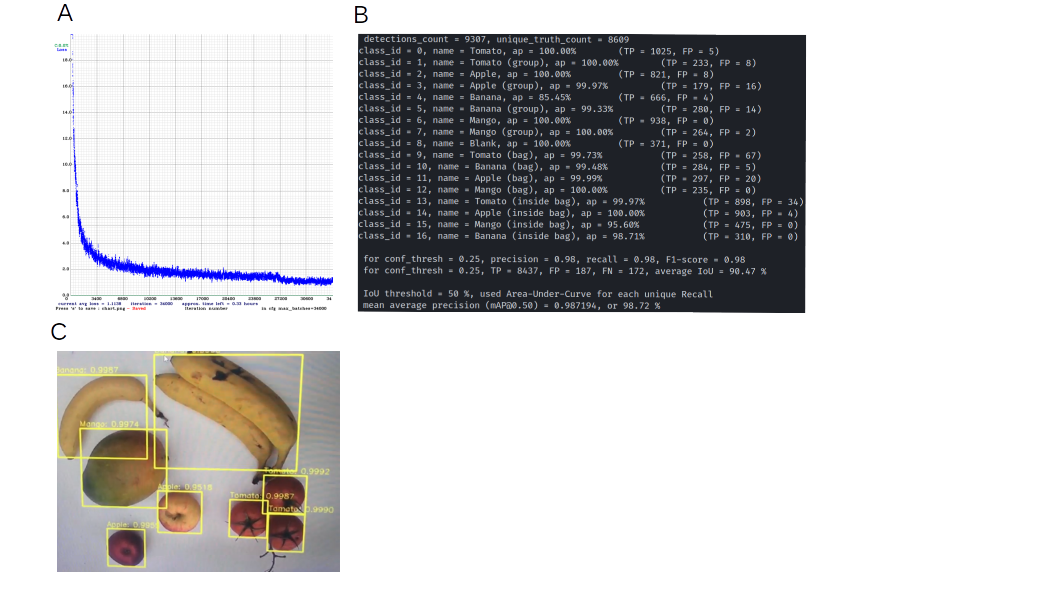 A
B
Loss
18.0
16.0
14.0
12.0
10.0
8.0
6.0
4.0
2.0
0.0
0 3400 6800 10200 13600 17000 20400 23800 27200 30600 34
current avg loss = 1.1138 iteration = 34000 approx. time left = 0.33 hours
Press 's' to save : chart.png - Saved Iteration number in cfg max_batches=34000
detections_count = 9307, unique_truth_count = 8609
class_id = 0, name = Tomato, ap = 100.00% (TP = 1025, FP = 5)
class_id = 1, name = Tomato (group), ap = 100.00% (TP = 233, FP = 8)
class_id = 2, name = Apple, ap = 100.00% (TP = 821, FP = 8)
class_id = 3, name = Apple (group), ap = 99.97% (TP = 179, FP = 16)
class_id = 4, name = Banana, ap = 85.45% (TP = 666, FP = 4)
class_id = 5, name = Banana (group), ap = 99.33% (TP = 280, FP = 14)
class_id = 6, name = Mango, ap = 100.00% (TP = 938, FP = 0)
class_id = 7, name = Mango (group), ap = 100.00% (TP = 264, FP = 2)
class_id = 8, name = Blank, ap = 100.00% (TP = 371, FP = 0)
class_id = 9, name = Tomato (bag), ap = 99.73% (TP = 258, FP = 67)
class_id = 10, name = Banana (bag), ap = 99.48% (TP = 284, FP = 5)
class_id = 11, name = Apple (bag), ap = 99.99% (TP = 297, FP = 20)
class_id = 12, name = Mango (bag), ap = 100.00% (TP = 235, FP = 0)
class_id = 13, name = Tomato (inside bag), ap = 99.97% (TP = 898, FP = 34)
class_id = 14, name = Apple (inside bag), ap = 100.00% (TP = 903, FP = 4)
class_id = 15, name = Mango (inside bag), ap = 95.60% (TP = 475, FP = 0)
class_id = 16, name = Banana (inside bag), ap = 98.71% (TP = 310, FP = 0)
for conf_thresh = 0.25, precision = 0.98, recall = 0.98, F1-score = 0.98
for conf_thresh = 0.25, TP = 8437, FP = 187, FN = 172, average IoU = 90.47 %
IoU threshold = 50 %, used Area-Under-Curve for each unique Recall
mean average precision (mAP@0.50) = 0.987194, or 98.72 %
C
Banana: 0.9987
Mango: 0.9974
Tomato: 0.9992
Apple: 0.9518
Tomato: 0.9987
Tomato: 0.9990
Apple: